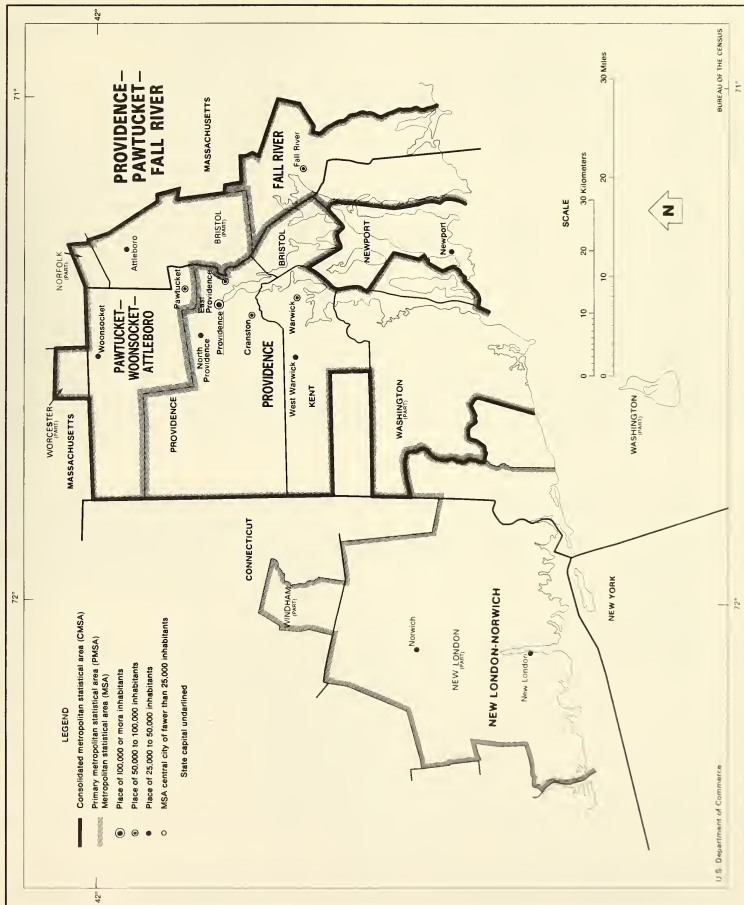 LEGEND
Consolidated metropolitan statistical area (CMSA)
Primary metropolitan statistical area (PMSA)
Metropolitan statistical area (MSA)
Place of 100,000 or more inhabitants
Place of 50,000 to 100,000 inhabitants
Place of 25,000 to 50,000 inhabitants
MSA central city of fewer than 25,000 inhabitants
State capital underlined
PROVIDENCE–
PAWTUCKET–
FALL RIVER
42°
42°
71°
71°
72°
72°
WORCESTER
(PART)
NORFOLK
(PART)
MASSACHUSETTS
MASSACHUSETTS
Woonsocket
PAWTUCKET–
WOONSOCKET–
ATTLEBORO
Attleboro
BRISTOL
(PART)
PROVIDENCE
North
Providence
Pawtucket
East
Providence
Providence
Cranston
PROVIDENCE
FALL RIVER
Fall River
BRISTOL
Warwick
West Warwick
KENT
NEWPORT
Newport
WASHINGTON
(PART)
CONNECTICUT
WINDHAM
(PART)
Norwich
NEW LONDON
(PART)
NEW LONDON-NORWICH
New London
NEW YORK
WASHINGTON
(PART)
SCALE
0 10 20 30 Kilometers
0 10 20 30 Miles
N
U.S. Department of Commerce
BUREAU OF THE CENSUS